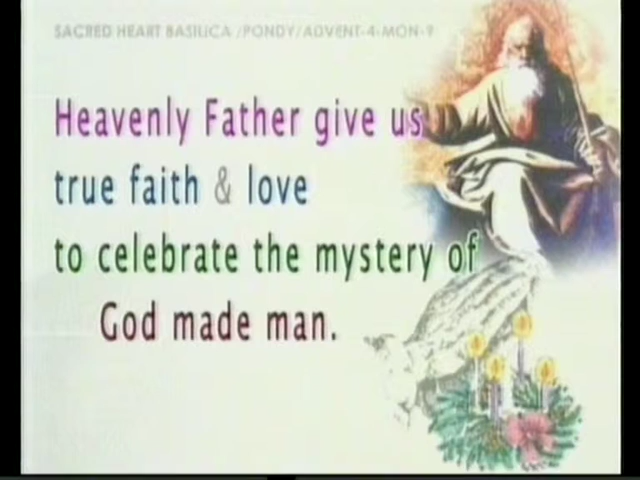 SACRED HEART BASILICA /PONDY/ADVENT-4-MON-9
Heavenly Father give us
true faith & love
to celebrate the mystery of
God made man.